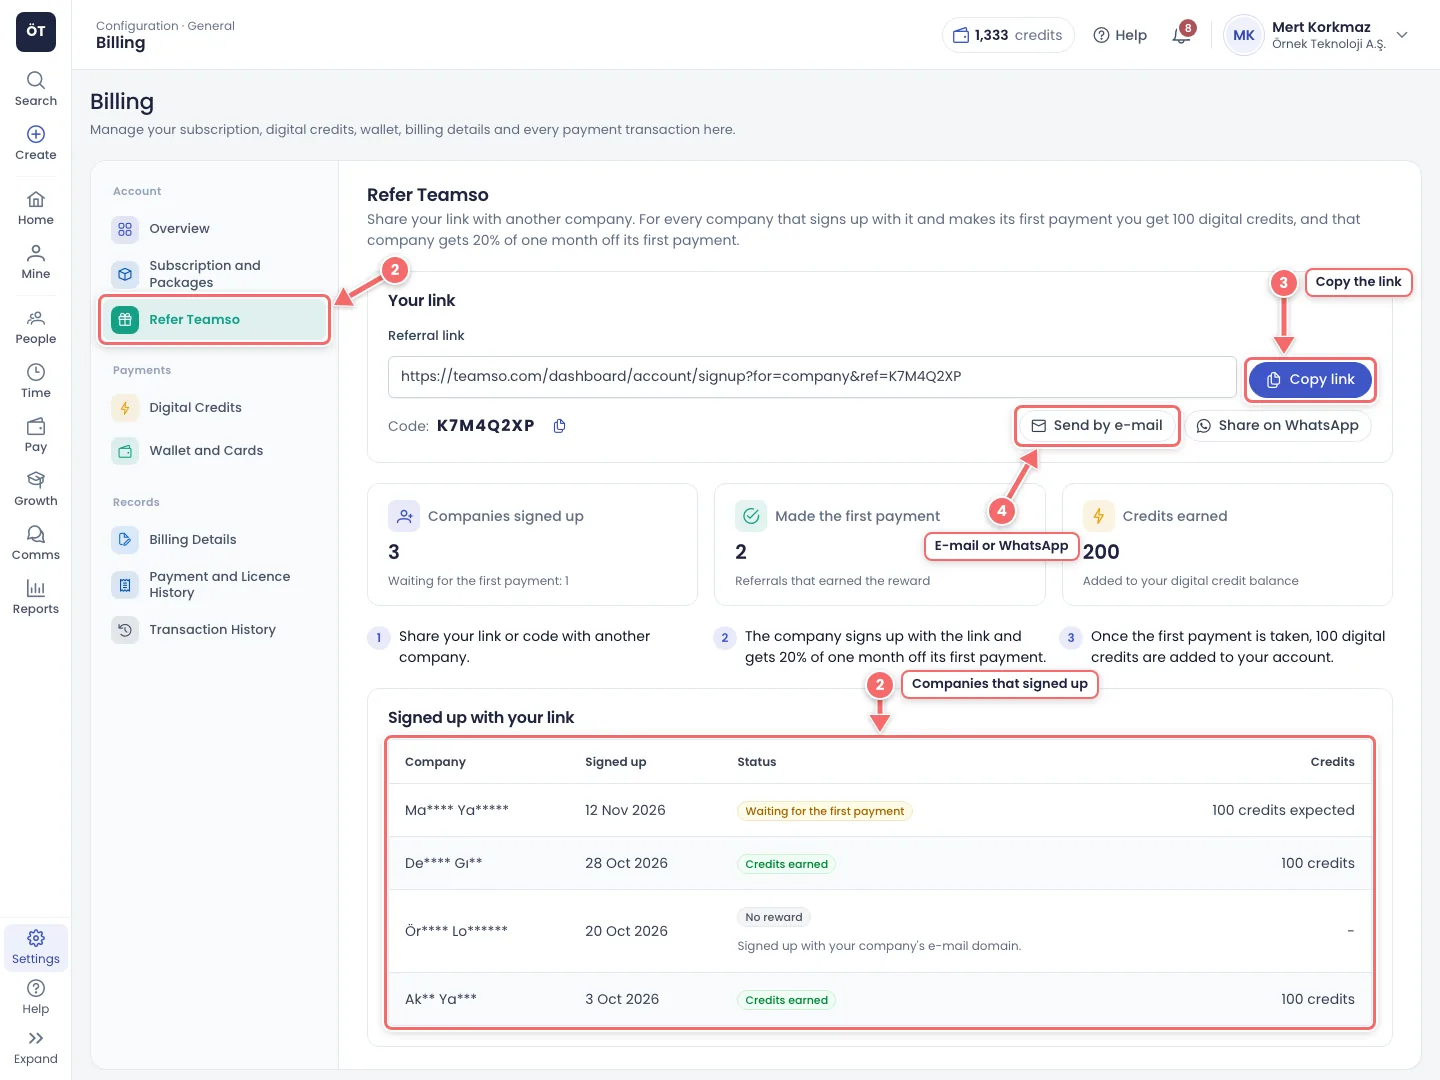 ÖT
Configuration · General
Billing
1,333 credits
Help
8
MK
Mert Korkmaz
Örnek Teknoloji A.Ş.
Search
Create
Home
Mine
People
Time
Pay
Growth
Comms
Reports
Settings
Help
Expand
Billing
Manage your subscription, digital credits, wallet, billing details and every payment transaction here.
Account
Overview
Subscription and
Packages
Refer Teamso
Payments
Digital Credits
Wallet and Cards
Records
Billing Details
Payment and Licence
History
Transaction History
Refer Teamso
Share your link with another company. For every company that signs up with it and makes its first payment you get 100 digital credits, and that
company gets 20% of one month off its first payment.
2
3
Copy the link
Your link
Referral link
https://teamso.com/dashboard/account/signup?for=company&ref=K7M4Q2XP
Copy link
Code: K7M4Q2XP
Send by e-mail
Share on WhatsApp
4
E-mail or WhatsApp
Companies signed up
3
Waiting for the first payment: 1
Made the first payment
2
Referrals that earned the reward
Credits earned
200
Added to your digital credit balance
1 Share your link or code with another
company.
2 The company signs up with the link and
gets 20% of one month off its first payment.
3 Once the first payment is taken, 100 digital
credits are added to your account.
2
Companies that signed up
Signed up with your link
Company Signed up Status Credits
Ma**** Ya***** 12 Nov 2026 Waiting for the first payment 100 credits expected
De**** Gı** 28 Oct 2026 Credits earned 100 credits
Ör**** Lo****** 20 Oct 2026 No reward –
Signed up with your company's e-mail domain.
Ak** Ya*** 3 Oct 2026 Credits earned 100 credits